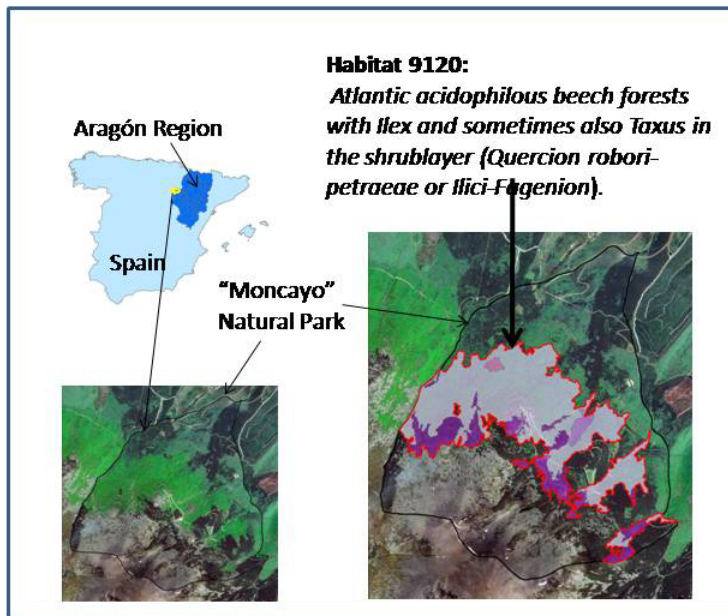 Habitat 9120:
Atlantic acidophilous beech forests
with Ilex and sometimes also Taxus in
the shrublayer (Quercion robori-
petraeae or Ilici-Fagenion).
Aragón Region
Spain
“Moncayo”
Natural Park